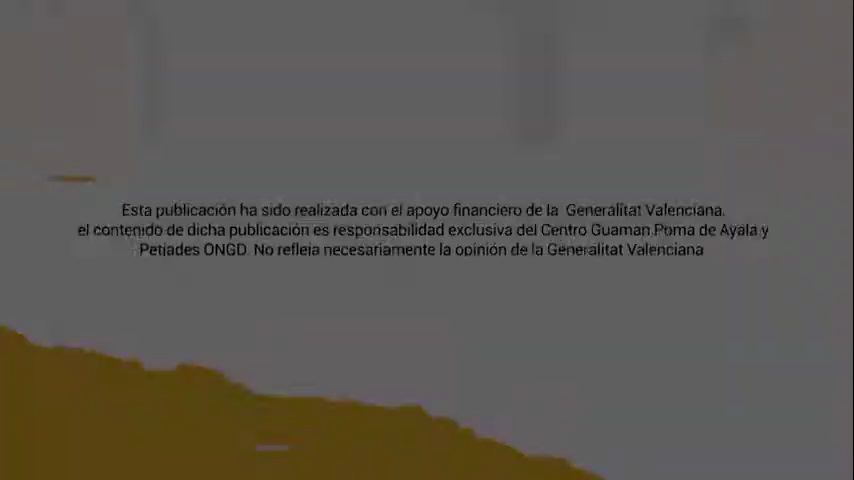 Esta publicación ha sido realizada con el apoyo financiero de la Generalitat Valenciana.
el contenido de dicha publicación es responsabilidad exclusiva del Centro Guaman Poma de Ayala y
Petjades ONGD. No refleja necesariamente la opinión de la Generalitat Valenciana